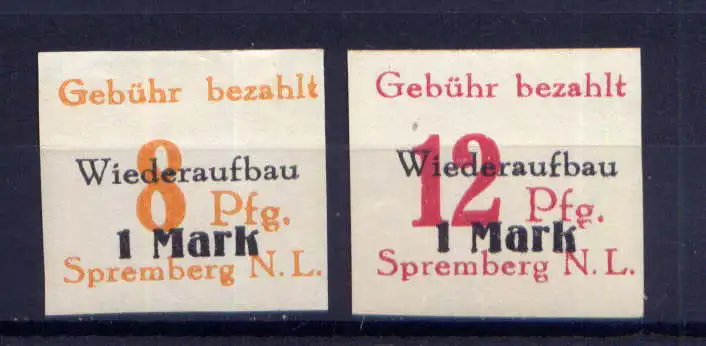 Gebühr bezahlt
Wiederaufbau
8 Pfg.
1 Mark
Spremberg N.L.
Gebühr bezahlt
Wiederaufbau
12 Pfg.
1 Mark
Spremberg N.L.